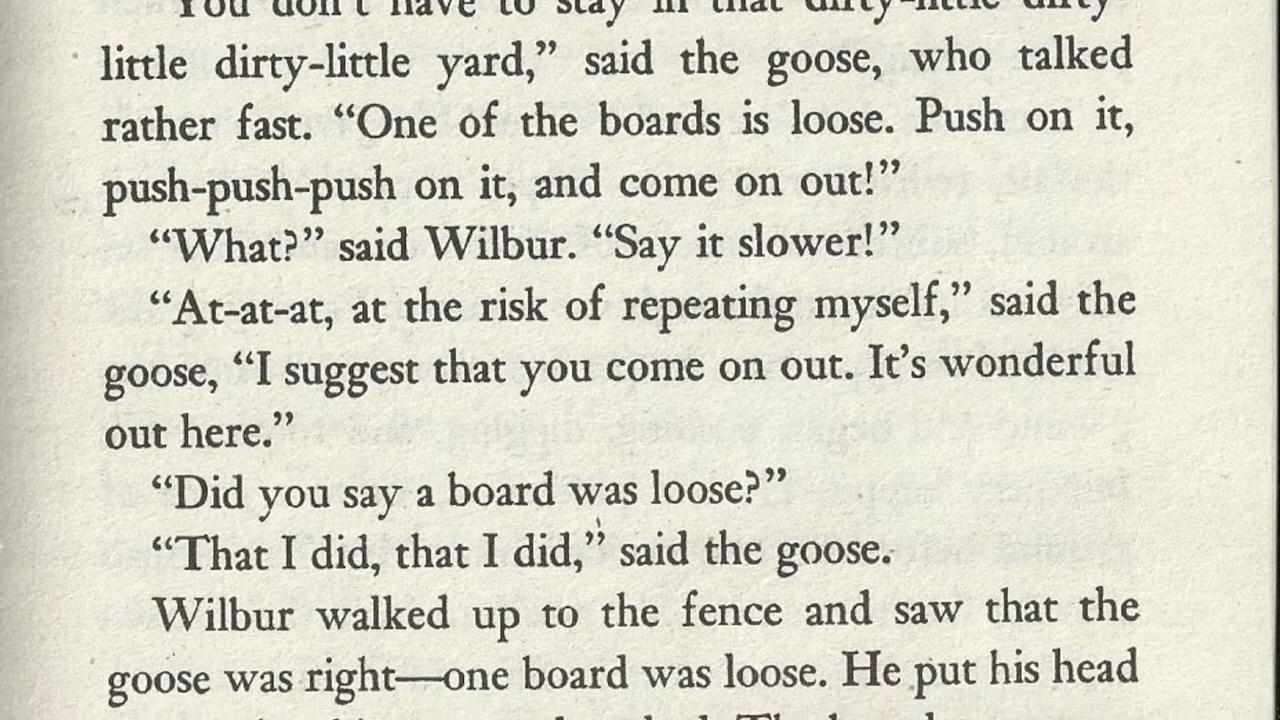 "You don't have to stay in that dirty-little dirty-
little dirty-little yard," said the goose, who talked
rather fast. "One of the boards is loose. Push on it,
push-push-push on it, and come on out!"
"What?" said Wilbur. "Say it slower!"
"At-at-at, at the risk of repeating myself," said the
goose, "I suggest that you come on out. It's wonderful
out here."
"Did you say a board was loose?"
"That I did, that I did," said the goose.
Wilbur walked up to the fence and saw that the
goose was right—one board was loose. He put his head